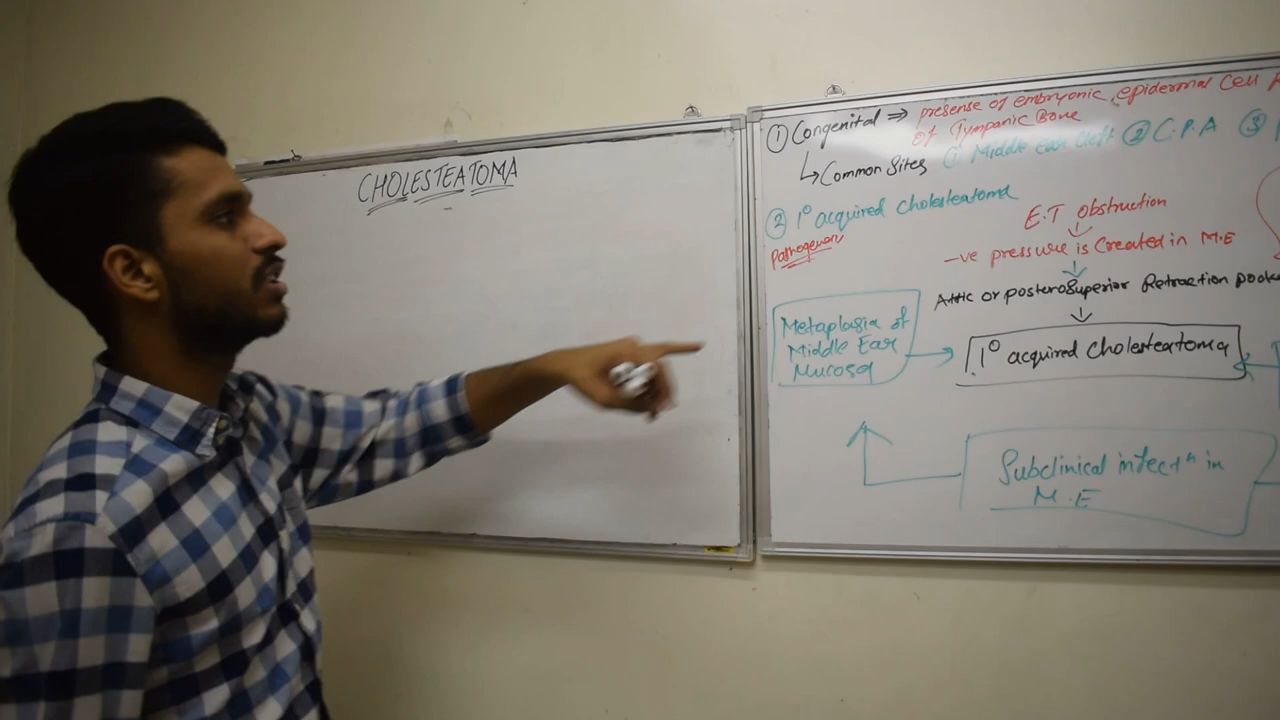 CHOLESTEATOMA
① Congenital ⇒ presense of embryonic, epidermal cell
of Tympanic Bone
↳ Common Sites ① Middle ear cleft ② C.P.A ③
② 1° acquired cholesteatoma
Pathogenesis
E.T obstruction
↓
-ve pressure is Created in M.E
↓
Attic or posteroSuperior Retraction pocke
↓
1° acquired cholesteatoma
Metaplasia of
Middle Ear
Mucosa
Subclinical infectⁿ in
M.E